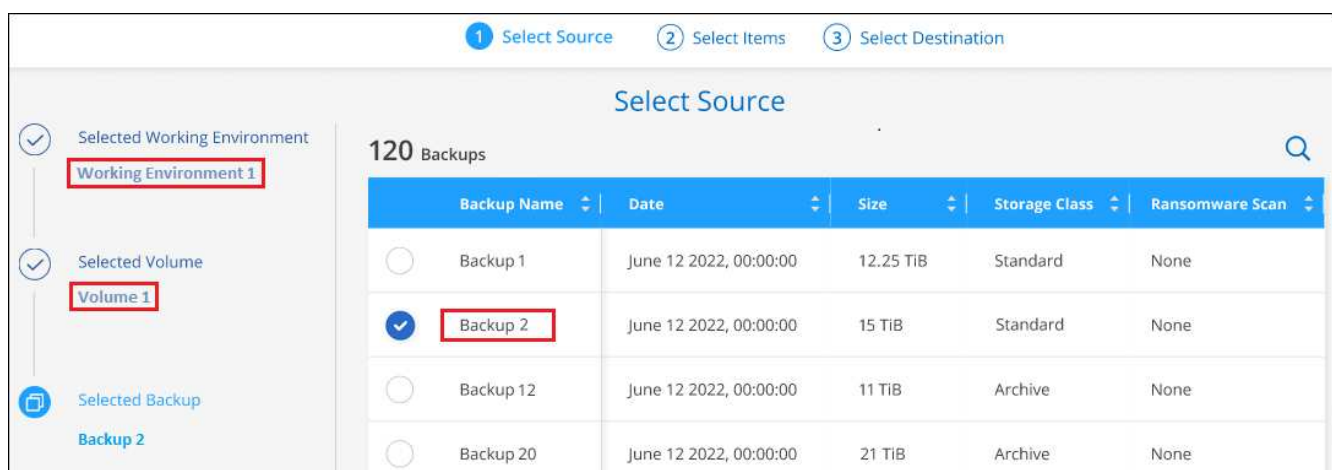 1 Select Source 2 Select Items 3 Select Destination
Select Source
Selected Working Environment
Working Environment 1
Selected Volume
Volume 1
Selected Backup
Backup 2
120 Backups
Backup Name Date Size Storage Class Ransomware Scan
Backup 1 June 12 2022, 00:00:00 12.25 TiB Standard None
Backup 2 June 12 2022, 00:00:00 15 TiB Standard None
Backup 12 June 12 2022, 00:00:00 11 TiB Archive None
Backup 20 June 12 2022, 00:00:00 21 TiB Archive None